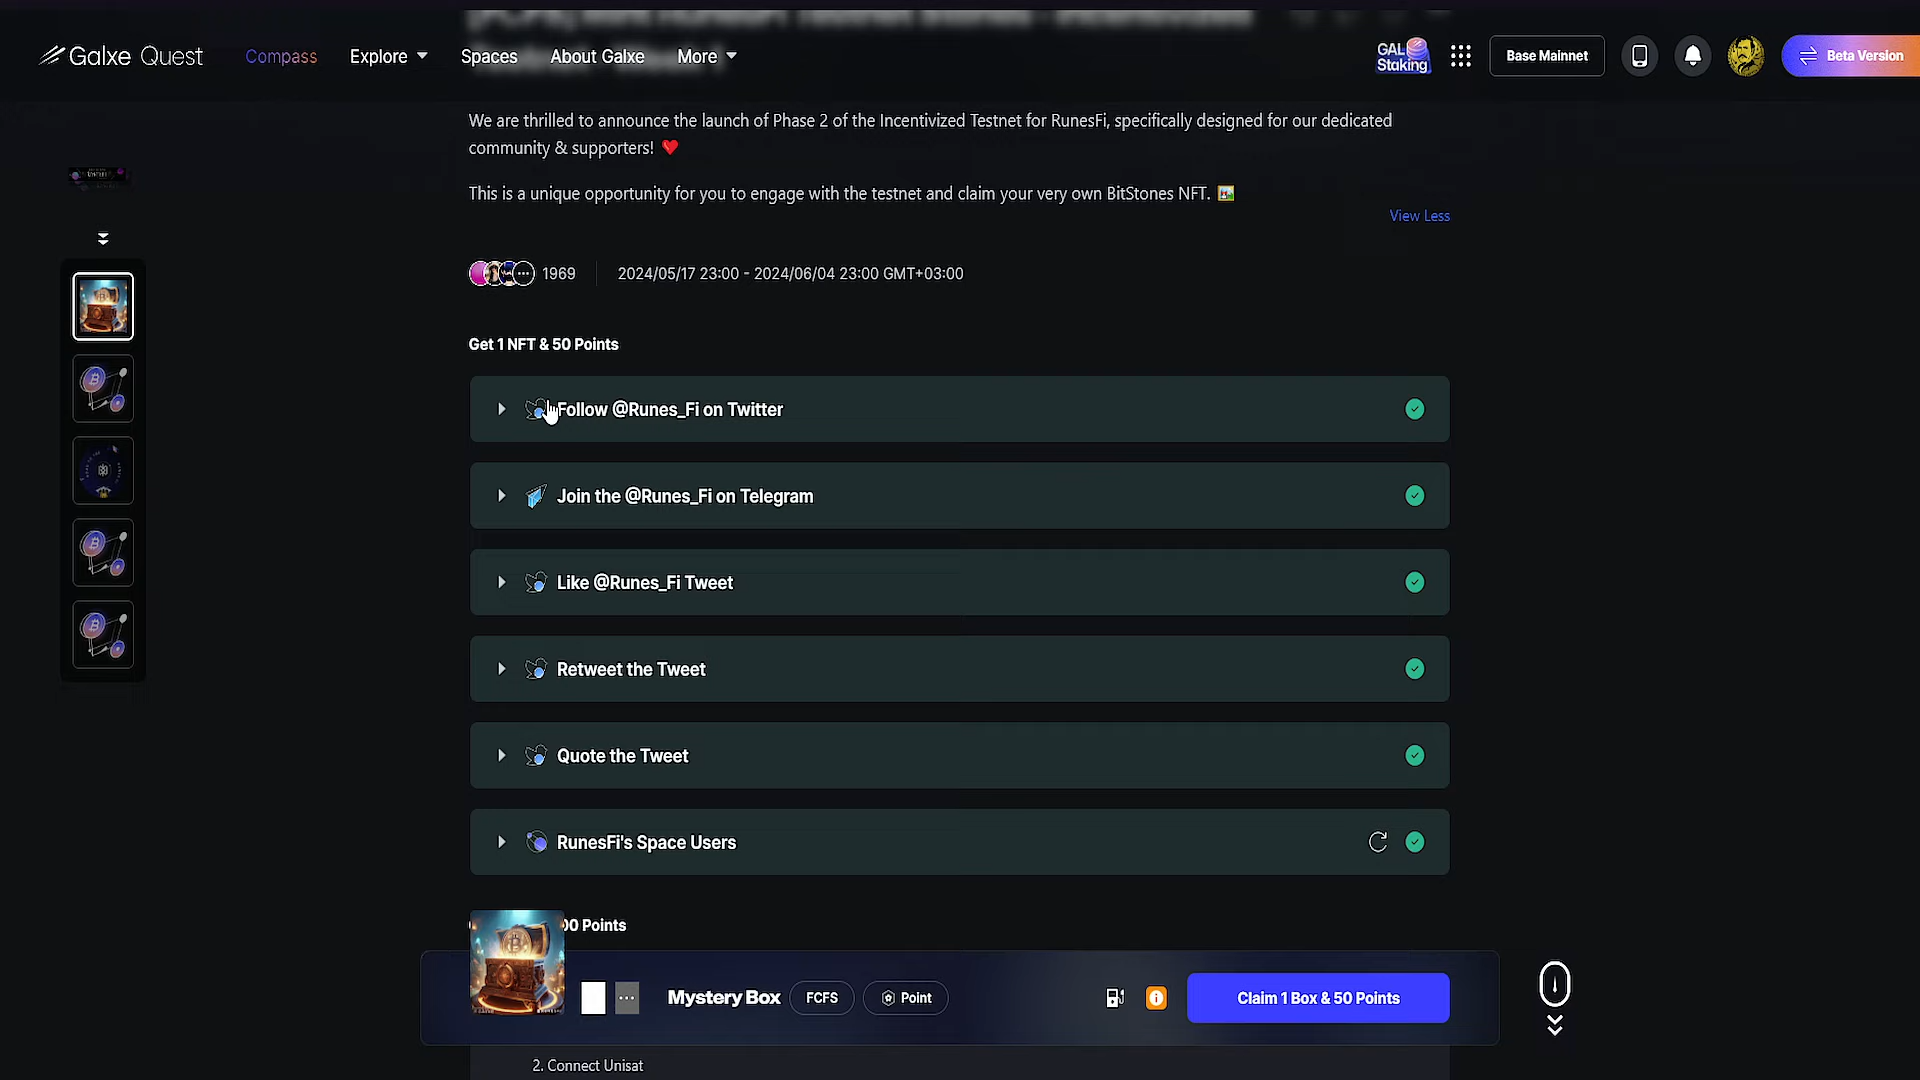 Galxe Quest
Compass
Explore
Spaces
About Galxe
More
GAL
Staking
Base Mainnet
Beta Version
We are thrilled to announce the launch of Phase 2 of the Incentivized Testnet for RunesFi, specifically designed for our dedicated
community & supporters! ❤️
This is a unique opportunity for you to engage with the testnet and claim your very own BitStones NFT. 🖼️
View Less
1969
2024/05/17 23:00 - 2024/06/04 23:00 GMT+03:00
Get 1 NFT & 50 Points
Follow @Runes_Fi on Twitter
Join the @Runes_Fi on Telegram
Like @Runes_Fi Tweet
Retweet the Tweet
Quote the Tweet
RunesFi's Space Users
00 Points
Mystery Box
FCFS
Point
Claim 1 Box & 50 Points
2. Connect Unisat